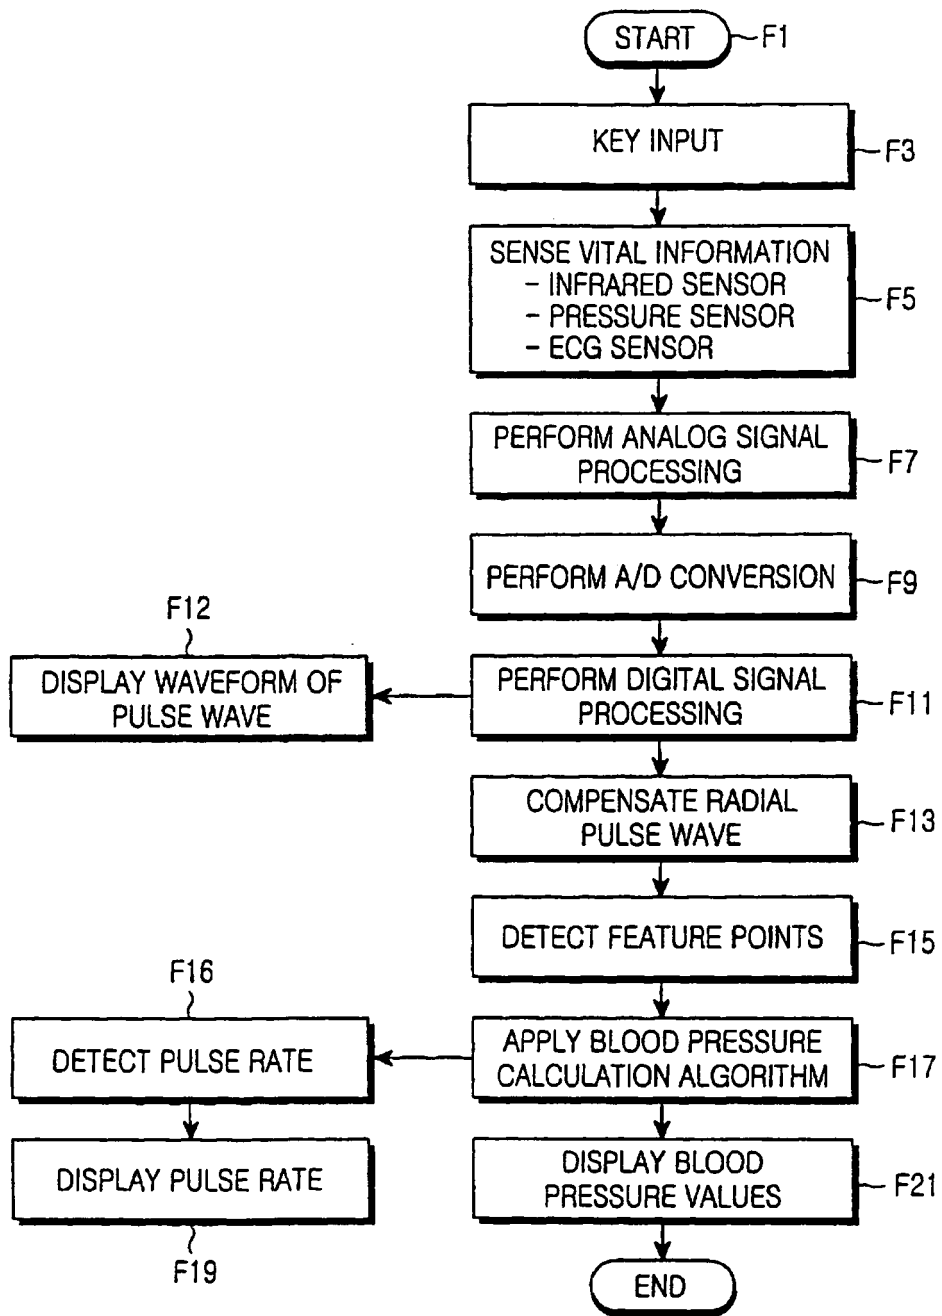 START
F1
KEY INPUT
F3
SENSE VITAL INFORMATION
- INFRARED SENSOR
- PRESSURE SENSOR
- ECG SENSOR
F5
PERFORM ANALOG SIGNAL
PROCESSING
F7
PERFORM A/D CONVERSION
F9
F12
DISPLAY WAVEFORM OF
PULSE WAVE
PERFORM DIGITAL SIGNAL
PROCESSING
F11
COMPENSATE RADIAL
PULSE WAVE
F13
DETECT FEATURE POINTS
F15
F16
DETECT PULSE RATE
APPLY BLOOD PRESSURE
CALCULATION ALGORITHM
F17
DISPLAY PULSE RATE
F19
DISPLAY BLOOD
PRESSURE VALUES
F21
END